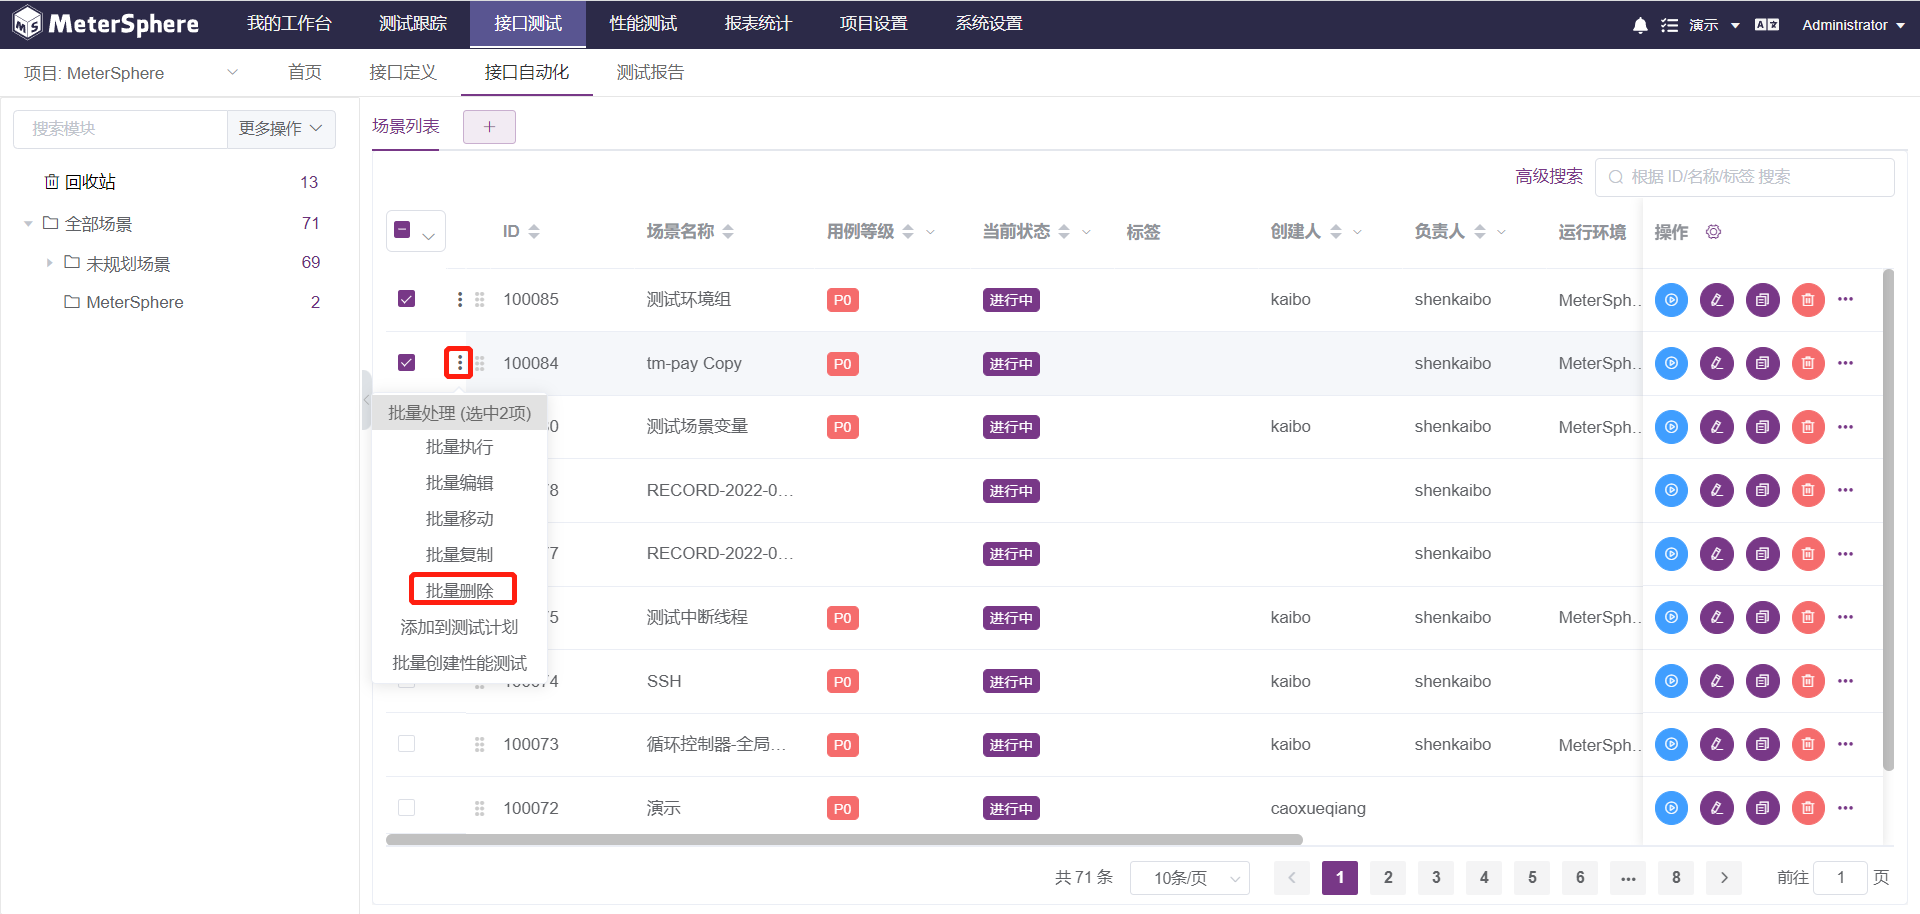 MeterSphere 我的工作台 测试跟踪 接口测试 性能测试 报表统计 项目设置 系统设置 演示 Administrator
项目: MeterSphere 首页 接口定义 接口自动化 测试报告
搜索模块 更多操作
回收站 13
全部场景 71
未规划场景 69
MeterSphere 2
场景列表 +
高级搜索 根据 ID/名称/标签 搜索
ID 场景名称 用例等级 当前状态 标签 创建人 负责人 运行环境 操作
100085 测试环境组 P0 进行中 kaibo shenkaibo MeterSph...
100084 tm-pay Copy P0 进行中 shenkaibo MeterSph...
批量处理 (选中2项)
批量执行
批量编辑
批量移动
批量复制
批量删除
添加到测试计划
批量创建性能测试
0 测试场景变量 P0 进行中 kaibo shenkaibo MeterSph...
8 RECORD-2022-0... 进行中 shenkaibo
7 RECORD-2022-0... 进行中 shenkaibo
5 测试中断线程 P0 进行中 kaibo shenkaibo MeterSph...
100074 SSH P0 进行中 kaibo shenkaibo
100073 循环控制器-全局... P0 进行中 kaibo shenkaibo MeterSph...
100072 演示 P0 进行中 caoxueqiang
共 71 条 10条/页 < 1 2 3 4 5 6 ... 8 > 前往 1 页